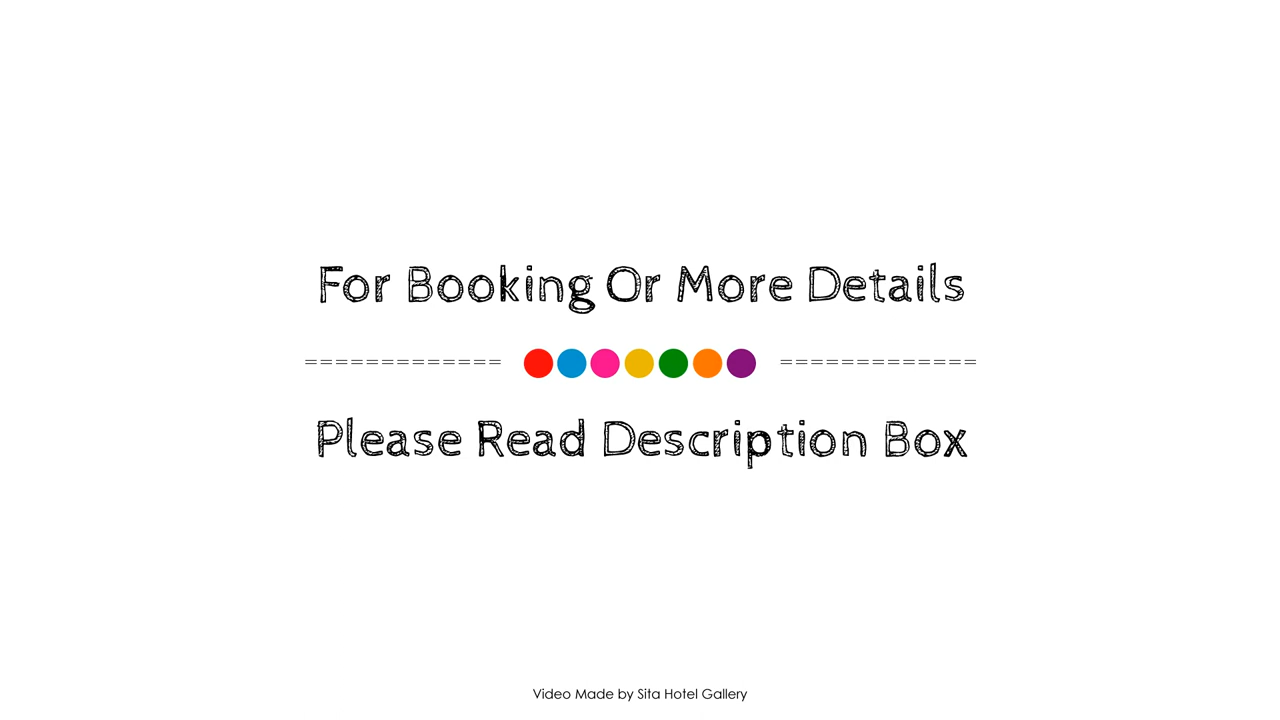 For Booking Or More Details
============= =============
Please Read Description Box
Video Made by Sita Hotel Gallery